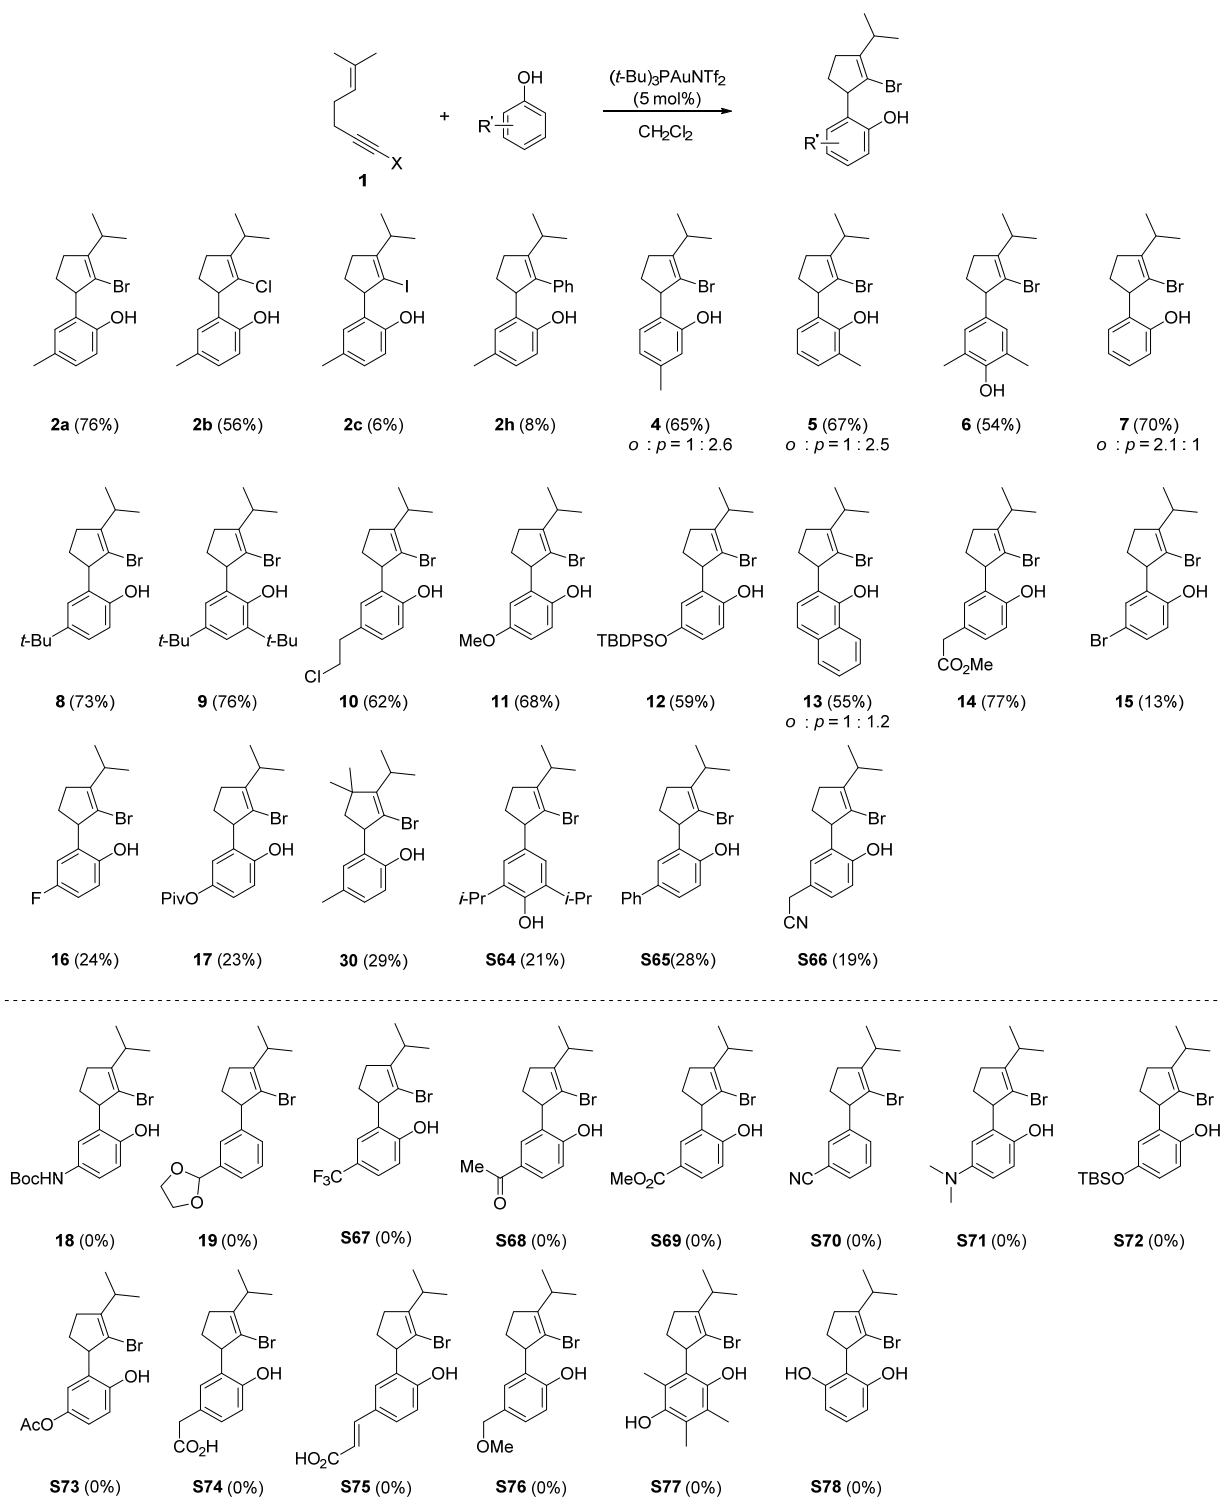 OH
(t-Bu)3PAuNTf2
(5 mol%)
CH2Cl2
+
R'
X
1
Br
OH
R'
Br
Cl
I
Ph
Br
Br
Br
Br
OH
OH
OH
OH
OH
OH
OH
OH
2a (76%)
2b (56%)
2c (6%)
2h (8%)
4 (65%)
5 (67%)
6 (54%)
7 (70%)
o : p = 1 : 2.6
o : p = 1 : 2.5
o : p = 2.1 : 1
Br
Br
Br
Br
Br
Br
Br
Br
OH
OH
OH
OH
OH
OH
OH
OH
t-Bu
t-Bu
t-Bu
Cl
MeO
TBDPSO
CO2Me
Br
8 (73%)
9 (76%)
10 (62%)
11 (68%)
12 (59%)
13 (55%)
14 (77%)
15 (13%)
o : p = 1 : 1.2
Br
Br
Br
Br
Br
Br
OH
OH
OH
OH
OH
F
PivO
i-Pr
i-Pr
OH
Ph
CN
16 (24%)
17 (23%)
30 (29%)
S64 (21%)
S65(28%)
S66 (19%)
Br
Br
Br
Br
Br
Br
Br
Br
OH
OH
OH
OH
OH
OH
BocHN
O
O
F3C
Me
O
MeO2C
NC
N
TBSO
18 (0%)
19 (0%)
S67 (0%)
S68 (0%)
S69 (0%)
S70 (0%)
S71 (0%)
S72 (0%)
Br
Br
Br
Br
Br
Br
OH
OH
OH
OH
OH
HO
OH
AcO
CO2H
HO2C
OMe
HO
S73 (0%)
S74 (0%)
S75 (0%)
S76 (0%)
S77 (0%)
S78 (0%)